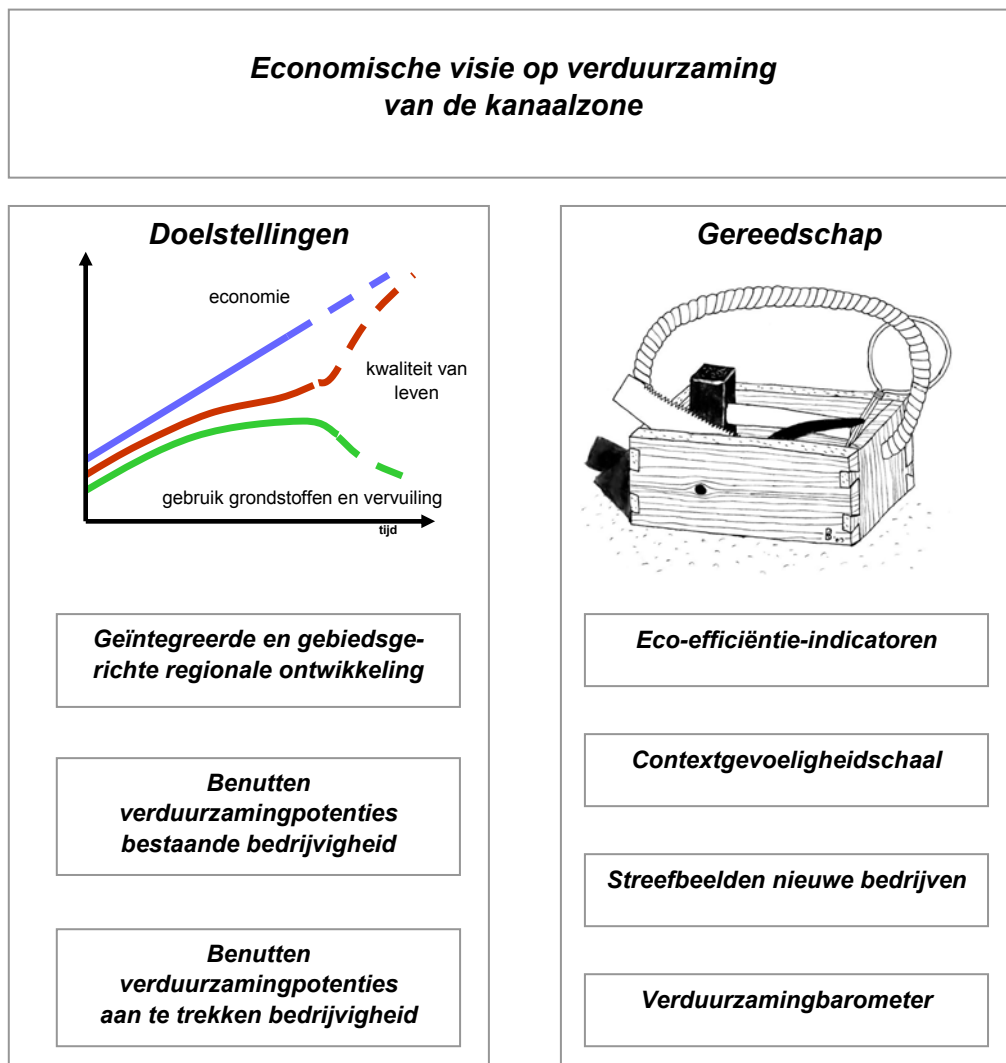 Economische visie op verduurzaming
van de kanaalzone
Doelstellingen
economie
kwaliteit van
leven
gebruik grondstoffen en vervuiling
tijd
Geïntegreerde en gebiedsge-
richte regionale ontwikkeling
Benutten
verduurzamingpotenties
bestaande bedrijvigheid
Benutten
verduurzamingpotenties
aan te trekken bedrijvigheid
Gereedschap
Eco-efficiëntie-indicatoren
Contextgevoeligheidschaal
Streefbeelden nieuwe bedrijven
Verduurzamingbarometer